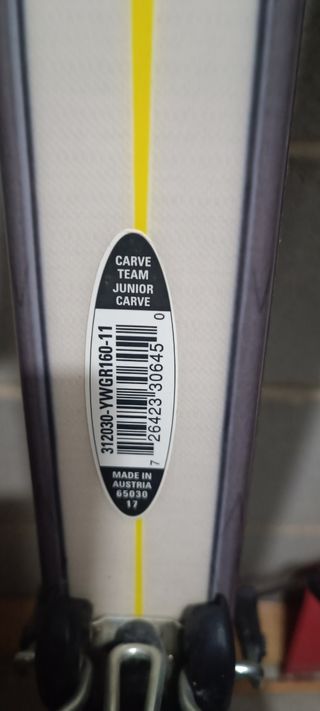 CARVE
TEAM
JUNIOR
CARVE
312030-YWGR160-11
7 26423 30645 0
MADE IN
AUSTRIA
65030
17